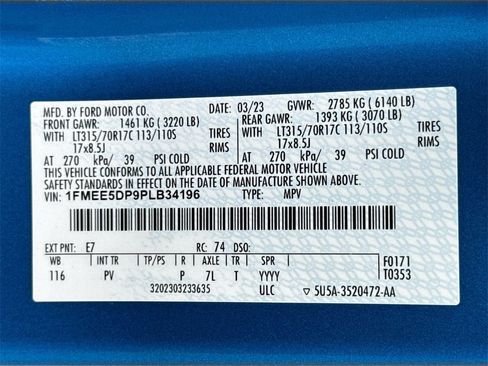 MFD. BY FORD MOTOR CO. DATE: 03/23 GVWR: 2785 KG ( 6140 LB)
FRONT GAWR: 1461 KG ( 3220 LB) REAR GAWR: 1393 KG ( 3070 LB)
WITH LT315/70R17C 113/110S TIRES WITH LT315/70R17C 113/110S TIRES
17x8.5J RIMS 17x8.5J RIMS
AT 270 kPa/ 39 PSI COLD AT 270 kPa/ 39 PSI COLD
THIS VEHICLE CONFORMS TO ALL APPLICABLE FEDERAL MOTOR VEHICLE
SAFETY STANDARDS IN EFFECT ON THE DATE OF MANUFACTURE SHOWN ABOVE.
VIN: 1FMEE5DP9PLB34196 TYPE: MPV
EXT PNT: E7 RC: 74 DSO: F0171
WB INT TR TP/PS R AXLE TR SPR T0353
116 PV P 7L T YYYY
3202303233635 ULC ▽ 5U5A-3520472-AA